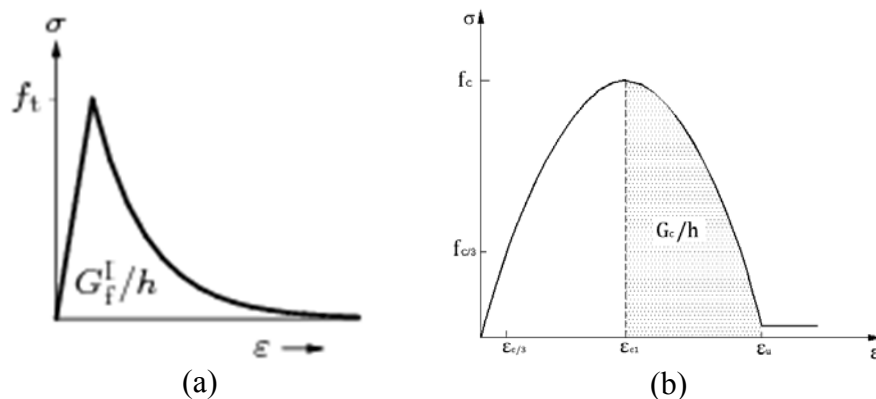 σ
f_t
G_f^I/h
ε
(a)
σ
f_c
f_c/3
G_c/h
ε_c/3
ε_c1
ε_u
ε
(b)